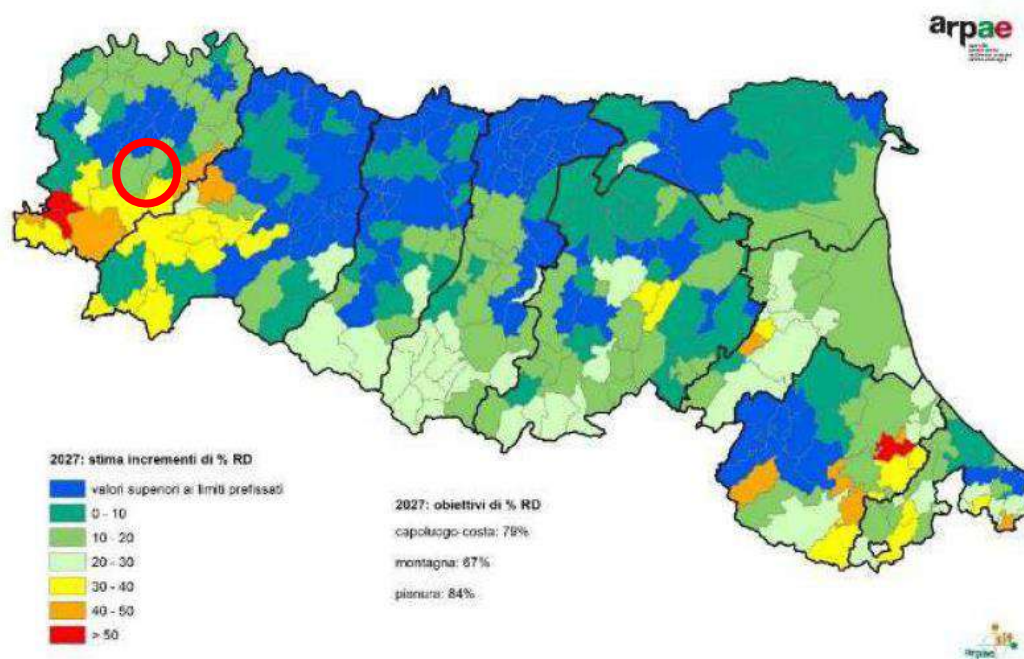 arpae
2027: stima incrementi di % RD
valori superiori ai limiti prefissati
0 - 10
10 - 20
20 - 30
30 - 40
40 - 50
> 50
2027: obiettivi di % RD
capoluogo-costa: 79%
montagna: 67%
pianura: 84%
arpae